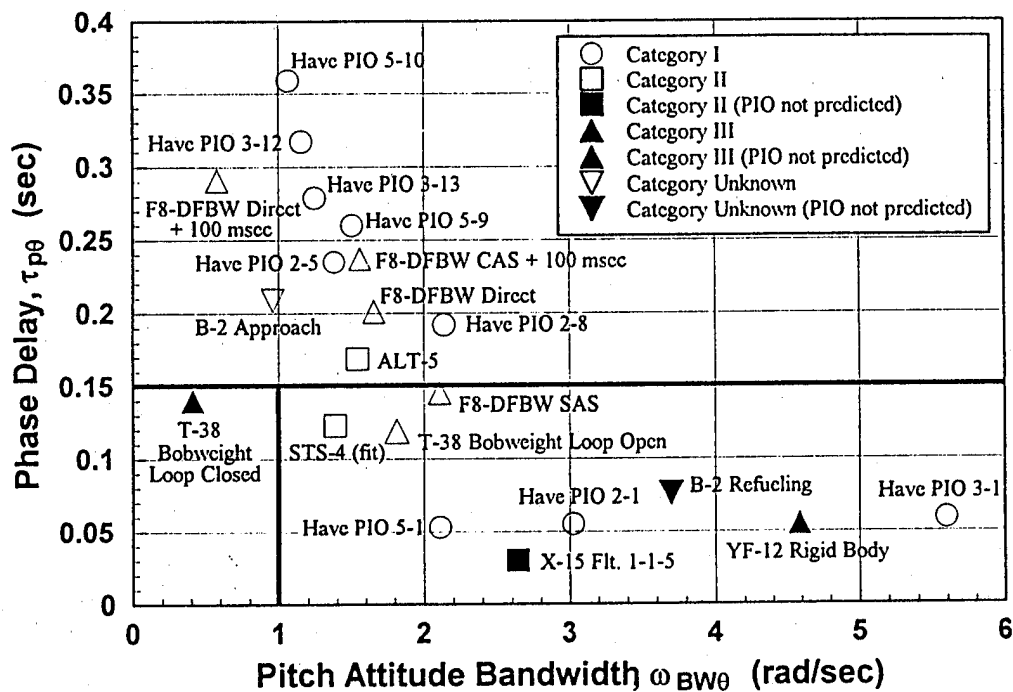 0.4
0.35
0.3
0.25
0.2
0.15
0.1
0.05
0
Phase Delay, τpθ (sec)
Have PIO 5-10
Have PIO 3-12
Have PIO 3-13
F8-DFBW Direct
+ 100 msec
Have PIO 5-9
Have PIO 2-5
F8-DFBW CAS + 100 msec
F8-DFBW Direct
B-2 Approach
Have PIO 2-8
ALT-5
Category I
Category II
Category II (PIO not predicted)
Category III
Category III (PIO not predicted)
Category Unknown
Category Unknown (PIO not predicted)
F8-DFBW SAS
T-38
Bobweight
Loop Closed
STS-4 (fit)
T-38 Bobweight Loop Open
B-2 Refueling
Have PIO 2-1
Have PIO 3-1
Have PIO 5-1
YF-12 Rigid Body
X-15 Flt. 1-1-5
0 1 2 3 4 5 6
Pitch Attitude Bandwidth, ωBWθ (rad/sec)